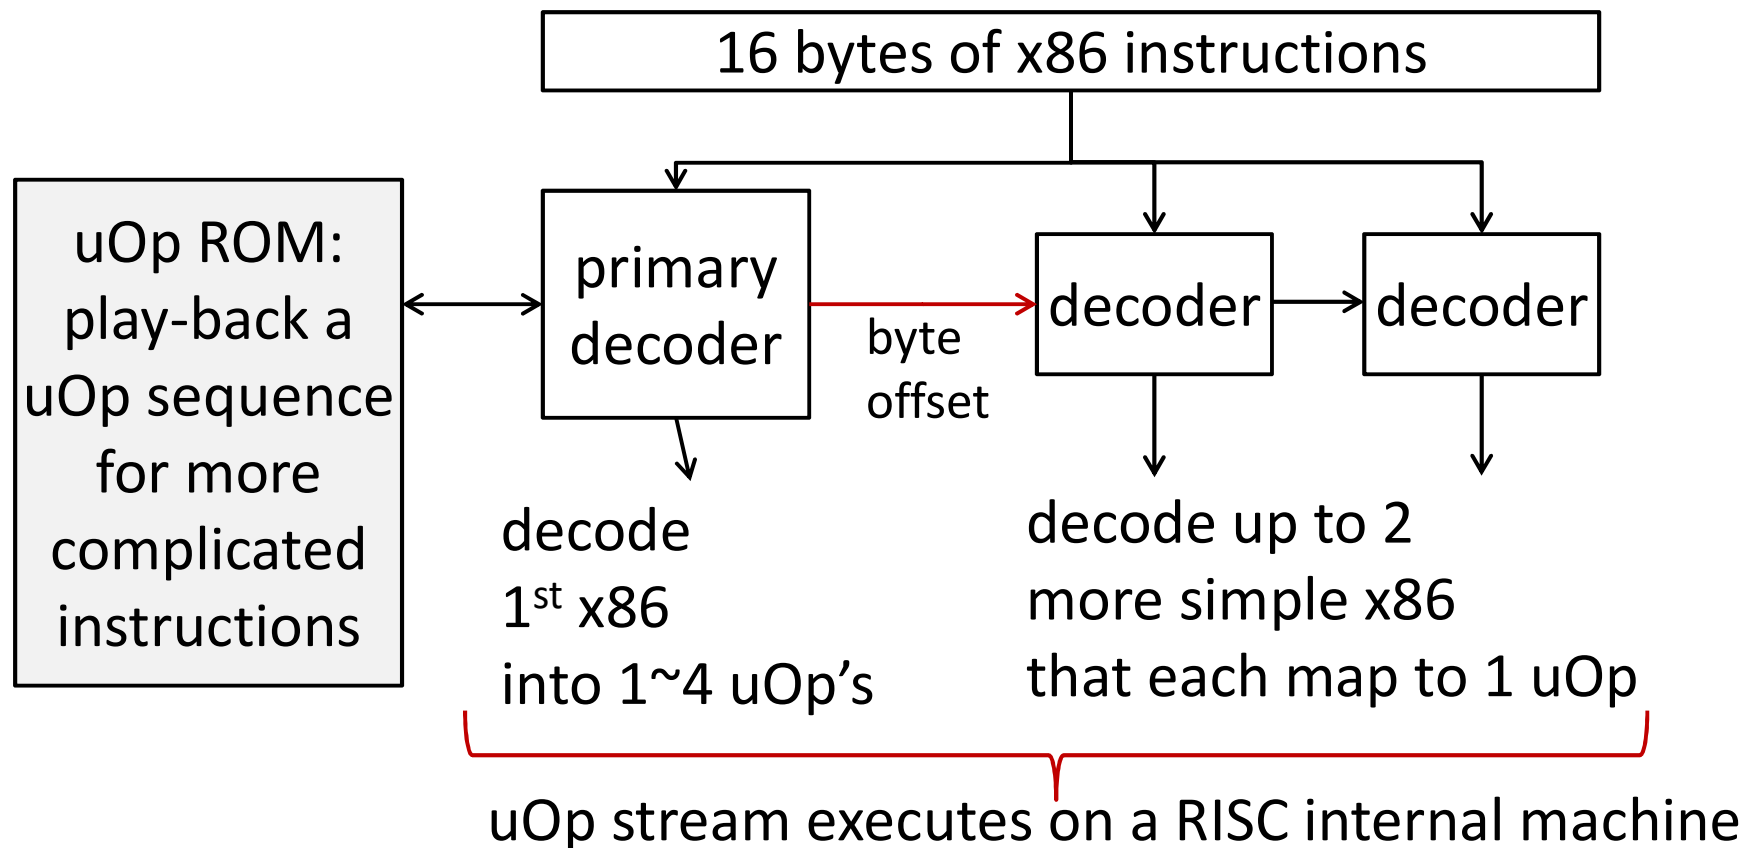 16 bytes of x86 instructions
uOp ROM:
play-back a
uOp sequence
for more
complicated
instructions
primary
decoder
byte
offset
decoder
decoder
decode
1st x86
into 1~4 uOp’s
decode up to 2
more simple x86
that each map to 1 uOp
uOp stream executes on a RISC internal machine